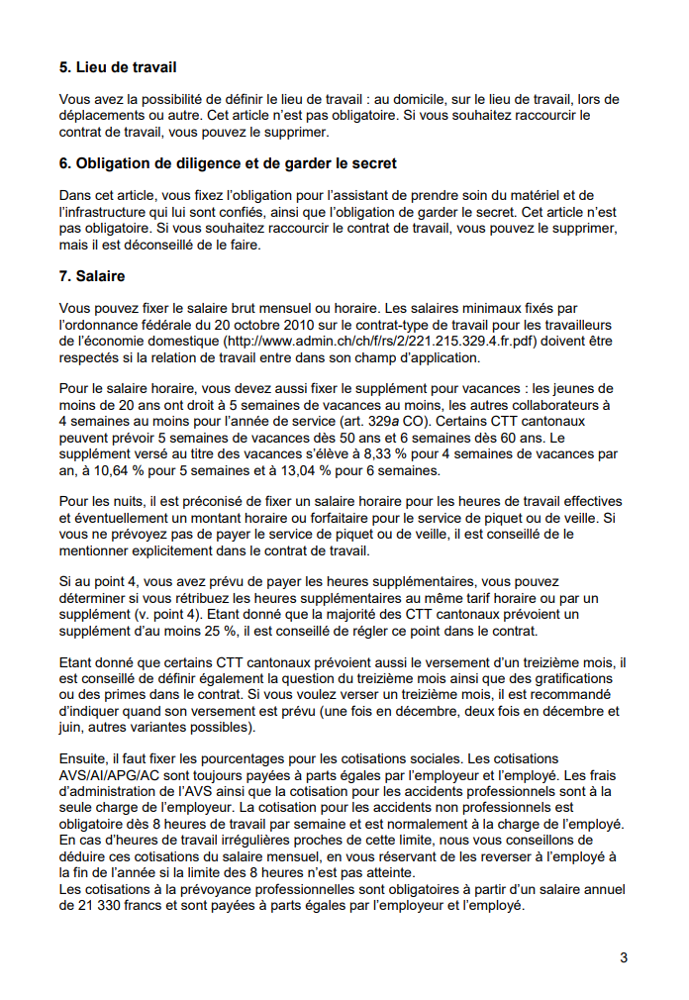 5. Lieu de travail
Vous avez la possibilité de définir le lieu de travail : au domicile, sur le lieu de travail, lors de
déplacements ou autre. Cet article n’est pas obligatoire. Si vous souhaitez raccourcir le
contrat de travail, vous pouvez le supprimer.
6. Obligation de diligence et de garder le secret
Dans cet article, vous fixez l’obligation pour l’assistant de prendre soin du matériel et de
l’infrastructure qui lui sont confiés, ainsi que l’obligation de garder le secret. Cet article n’est
pas obligatoire. Si vous souhaitez raccourcir le contrat de travail, vous pouvez le supprimer,
mais il est déconseillé de le faire.
7. Salaire
Vous pouvez fixer le salaire brut mensuel ou horaire. Les salaires minimaux fixés par
l’ordonnance fédérale du 20 octobre 2010 sur le contrat-type de travail pour les travailleurs
de l’économie domestique (http://www.admin.ch/ch/f/rs/2/221.215.329.4.fr.pdf) doivent être
respectés si la relation de travail entre dans son champ d’application.
Pour le salaire horaire, vous devez aussi fixer le supplément pour vacances : les jeunes de
moins de 20 ans ont droit à 5 semaines de vacances au moins, les autres collaborateurs à
4 semaines au moins pour l’année de service (art. 329a CO). Certains CTT cantonaux
peuvent prévoir 5 semaines de vacances dès 50 ans et 6 semaines dès 60 ans. Le
supplément versé au titre des vacances s’élève à 8,33 % pour 4 semaines de vacances par
an, à 10,64 % pour 5 semaines et à 13,04 % pour 6 semaines.
Pour les nuits, il est préconisé de fixer un salaire horaire pour les heures de travail effectives
et éventuellement un montant horaire ou forfaitaire pour le service de piquet ou de veille. Si
vous ne prévoyez pas de payer le service de piquet ou de veille, il est conseillé de le
mentionner explicitement dans le contrat de travail.
Si au point 4, vous avez prévu de payer les heures supplémentaires, vous pouvez
déterminer si vous rétribuez les heures supplémentaires au même tarif horaire ou par un
supplément (v. point 4). Etant donné que la majorité des CTT cantonaux prévoient un
supplément d’au moins 25 %, il est conseillé de régler ce point dans le contrat.
Etant donné que certains CTT cantonaux prévoient aussi le versement d’un treizième mois, il
est conseillé de définir également la question du treizième mois ainsi que des gratifications
ou des primes dans le contrat. Si vous voulez verser un treizième mois, il est recommandé
d’indiquer quand son versement est prévu (une fois en décembre, deux fois en décembre et
juin, autres variantes possibles).
Ensuite, il faut fixer les pourcentages pour les cotisations sociales. Les cotisations
AVS/AI/APG/AC sont toujours payées à parts égales par l’employeur et l’employé. Les frais
d’administration de l’AVS ainsi que la cotisation pour les accidents professionnels sont à la
seule charge de l’employeur. La cotisation pour les accidents non professionnels est
obligatoire dès 8 heures de travail par semaine et est normalement à la charge de l’employé.
En cas d’heures de travail irrégulières proches de cette limite, nous vous conseillons de
déduire ces cotisations du salaire mensuel, en vous réservant de les reverser à l’employé à
la fin de l’année si la limite des 8 heures n’est pas atteinte.
Les cotisations à la prévoyance professionnelles sont obligatoires à partir d’un salaire annuel
de 21 330 francs et sont payées à parts égales par l’employeur et l’employé.
3